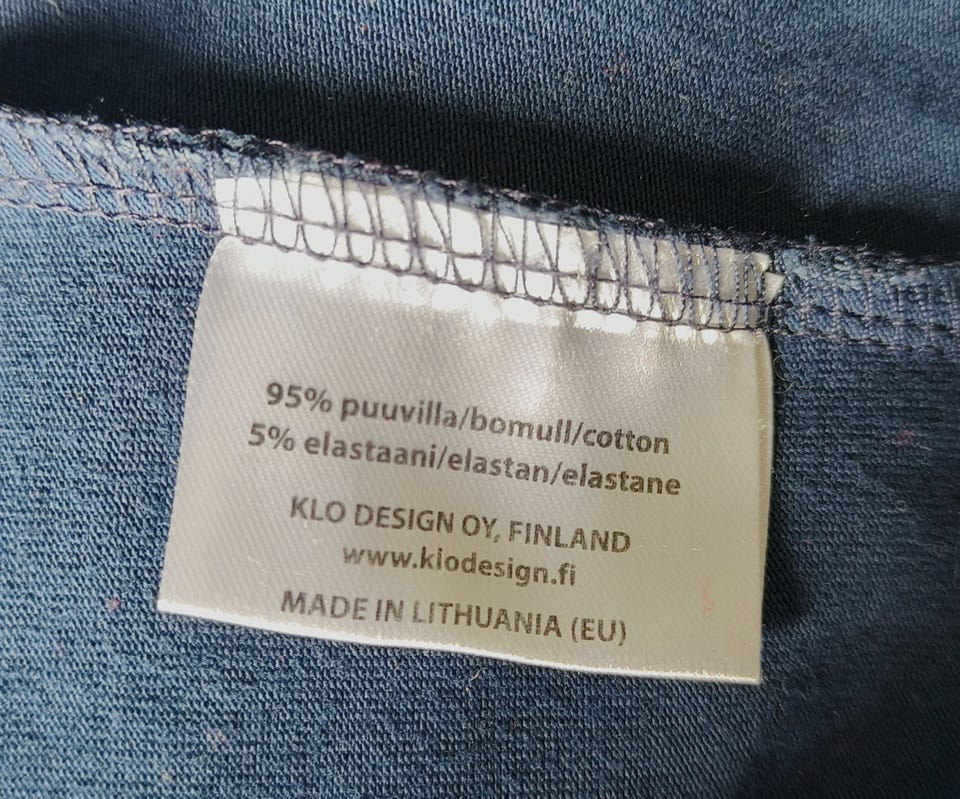 95% puuvilla/bomull/cotton
5% elastaani/elastan/elastane
KLO DESIGN OY, FINLAND
www.klodesign.fi
MADE IN LITHUANIA (EU)